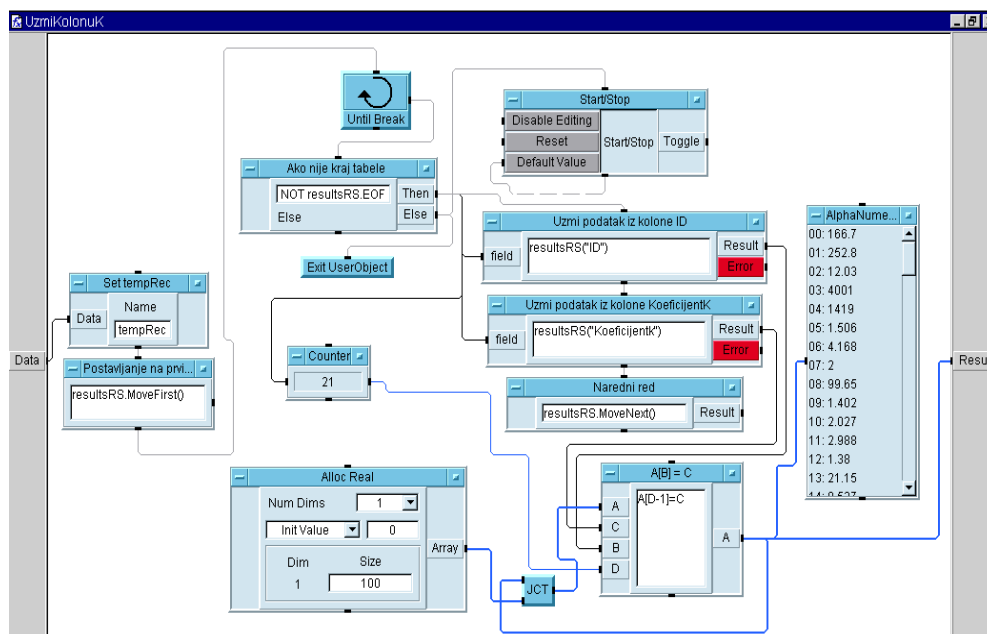 UzmiKolonuK
Until Break
Start/Stop
Disable Editing
Reset
Default Value
Start/Stop
Toggle
Ako nije kraj tabele
NOT resultsRS.EOF
Then
Else
Else
Exit UserObject
Uzmi podatak iz kolone ID
field
resultsRS("ID")
Result
Error
Uzmi podatak iz kolone KoeficijentK
field
resultsRS("Koeficijentk")
Result
Error
Naredni red
resultsRS.MoveNext()
Result
AlphaNume...
00: 166.7
01: 252.8
02: 12.03
03: 4001
04: 1419
05: 1.506
06: 4.168
07: 2
08: 99.65
09: 1.402
10: 2.027
11: 2.988
12: 1.38
13: 21.15
Set tempRec
Data
Name
tempRec
Data
Postavljanje na prvi...
resultsRS.MoveFirst()
Counter
21
Alloc Real
Num Dims
1
Init Value
0
Dim
Size
1
100
Array
JCT
A[B] = C
A
C
B
D
A[D-1]=C
A
Resu